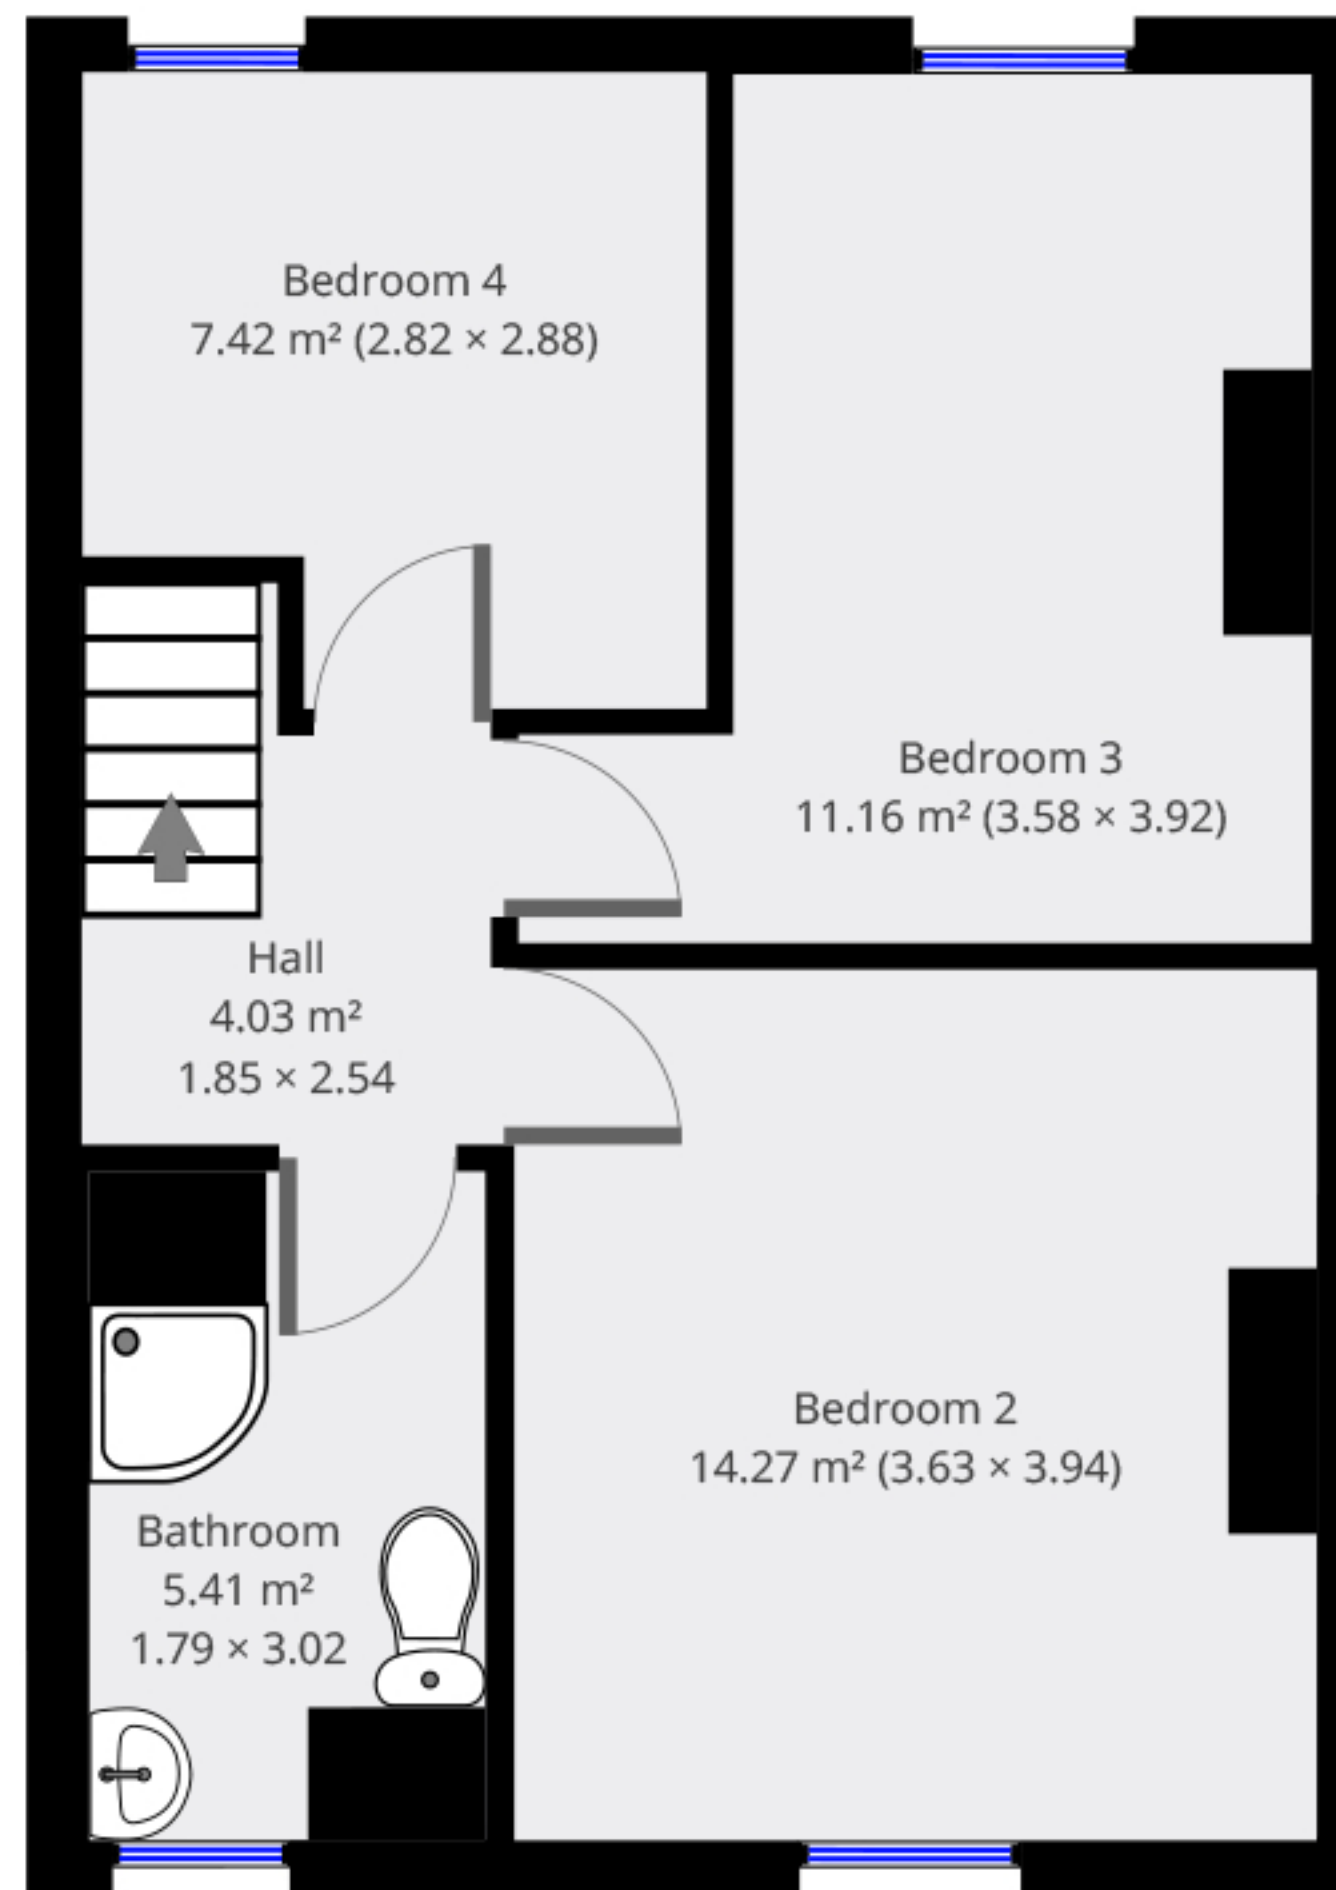 Bedroom 4
7.42 m² (2.82 × 2.88)
Bedroom 3
11.16 m² (3.58 × 3.92)
Hall
4.03 m²
1.85 × 2.54
Bedroom 2
14.27 m² (3.63 × 3.94)
Bathroom
5.41 m²
1.79 × 3.02